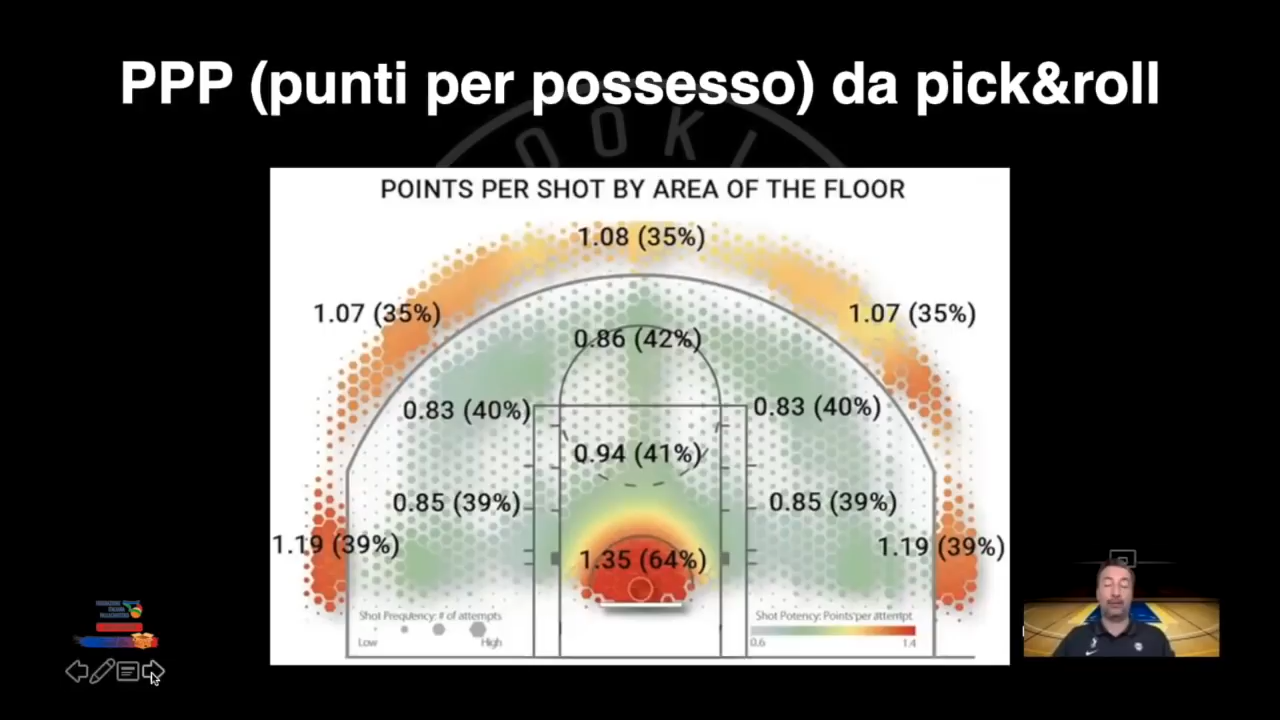 PPP (punti per possesso) da pick&roll
OOKI
POINTS PER SHOT BY AREA OF THE FLOOR
1.08 (35%)
1.07 (35%)
1.07 (35%)
0.86 (42%)
0.83 (40%)
0.83 (40%)
0.94 (41%)
0.85 (39%)
0.85 (39%)
1.19 (39%)
1.19 (39%)
1.35 (64%)
Shot Frequency: # of attempts
Low
High
Shot Potency: Points per attempt
0.6
1.4